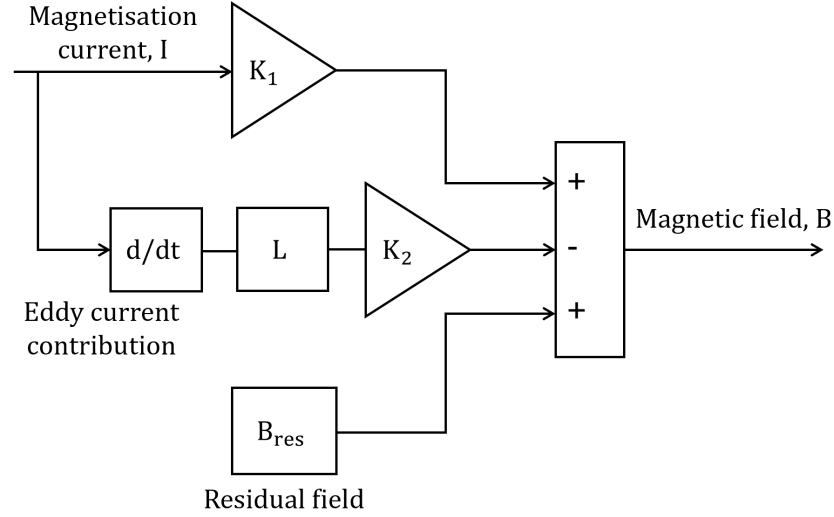 Magnetisation
current, I
K₁
+
Magnetic field, B
d/dt
L
K₂
-
Eddy current
contribution
+
Bres
Residual field